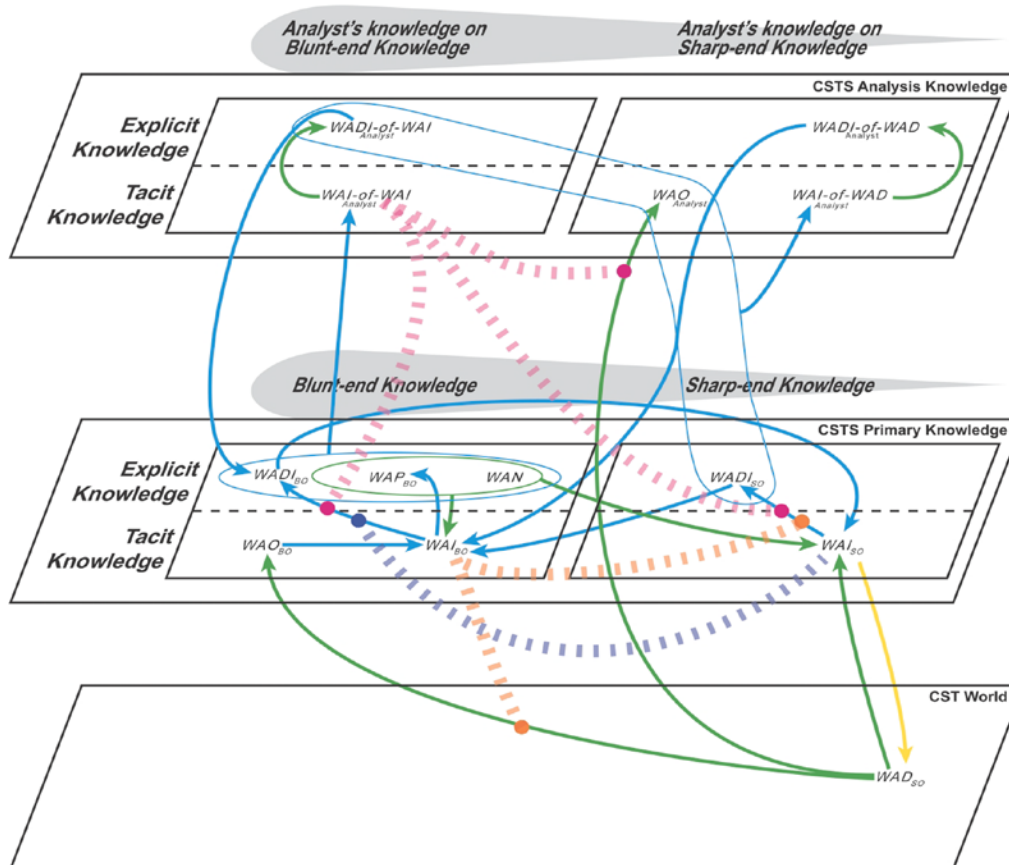 Analyst's knowledge on
Blunt-end Knowledge
Analyst's knowledge on
Sharp-end Knowledge
CSTS Analysis Knowledge
Explicit
Knowledge
WADI-of-WAI
Analyst
WADI-of-WAD
Analyst
Tacit
Knowledge
WAI-of-WAI
Analyst
WAO
Analyst
WAI-of-WAD
Analyst
Blunt-end Knowledge
Sharp-end Knowledge
CSTS Primary Knowledge
Explicit
Knowledge
WADI BO
WAP BO
WAN
WADI SO
Tacit
Knowledge
WAO BO
WAI BO
WAI SO
CST World
WAD SO